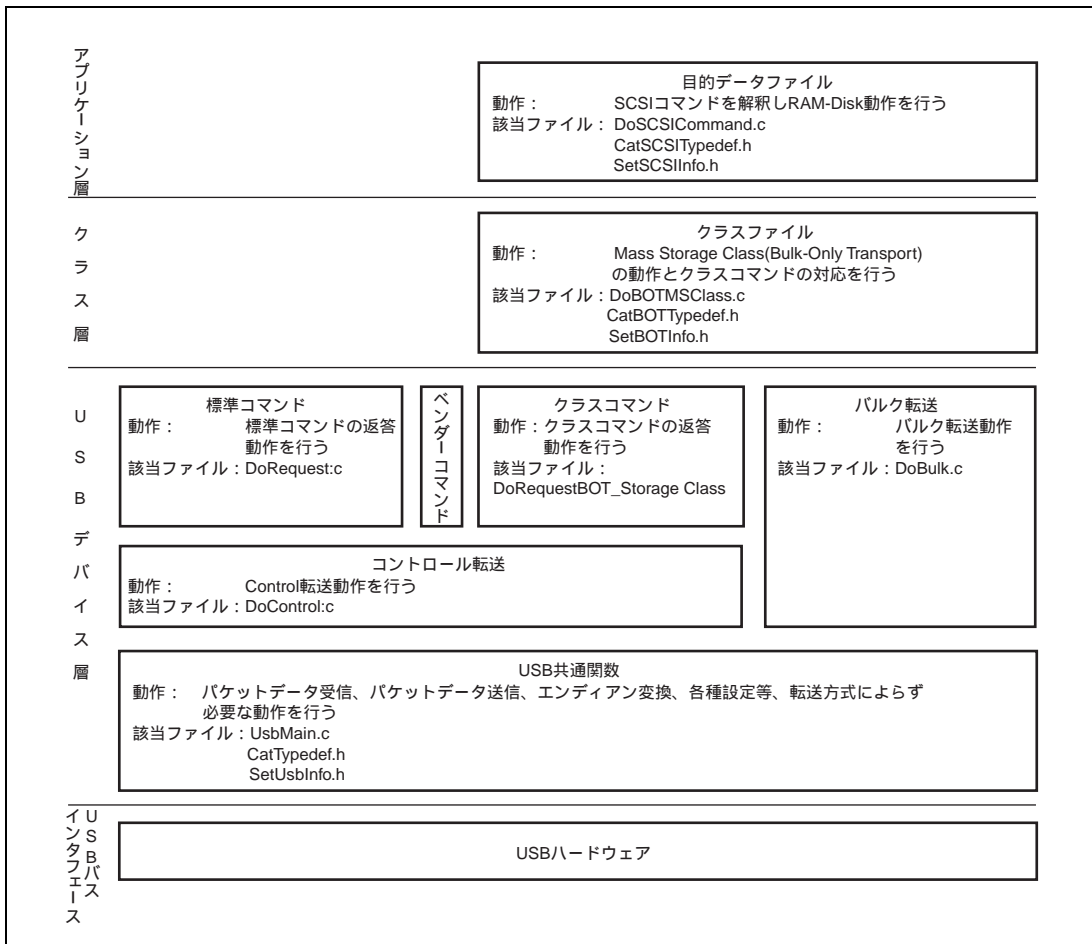 アプリケーション層
目的データファイル
動作： SCSIコマンドを解釈しRAM-Disk動作を行う
該当ファイル： DoSCSICommand.c
CatSCSITypedef.h
SetSCSIInfo.h
クラス層
クラスファイル
動作： Mass Storage Class(Bulk-Only Transport)
の動作とクラスコマンドの対応を行う
該当ファイル：DoBOTMSClass.c
CatBOTTypedef.h
SetBOTInfo.h
USBデバイス層
標準コマンド
動作： 標準コマンドの返答
動作を行う
該当ファイル：DoRequest:c
ベンダーコマンド
クラスコマンド
動作：クラスコマンドの返答
動作を行う
該当ファイル：
DoRequestBOT_Storage Class
バルク転送
動作： バルク転送動作
を行う
該当ファイル：DoBulk.c
コントロール転送
動作： Control転送動作を行う
該当ファイル：DoControl:c
USB共通関数
動作： パケットデータ受信、パケットデータ送信、エンディアン変換、各種設定等、転送方式によらず
必要な動作を行う
該当ファイル：UsbMain.c
CatTypedef.h
SetUsbInfo.h
USBバス
インタフェース
USBハードウェア